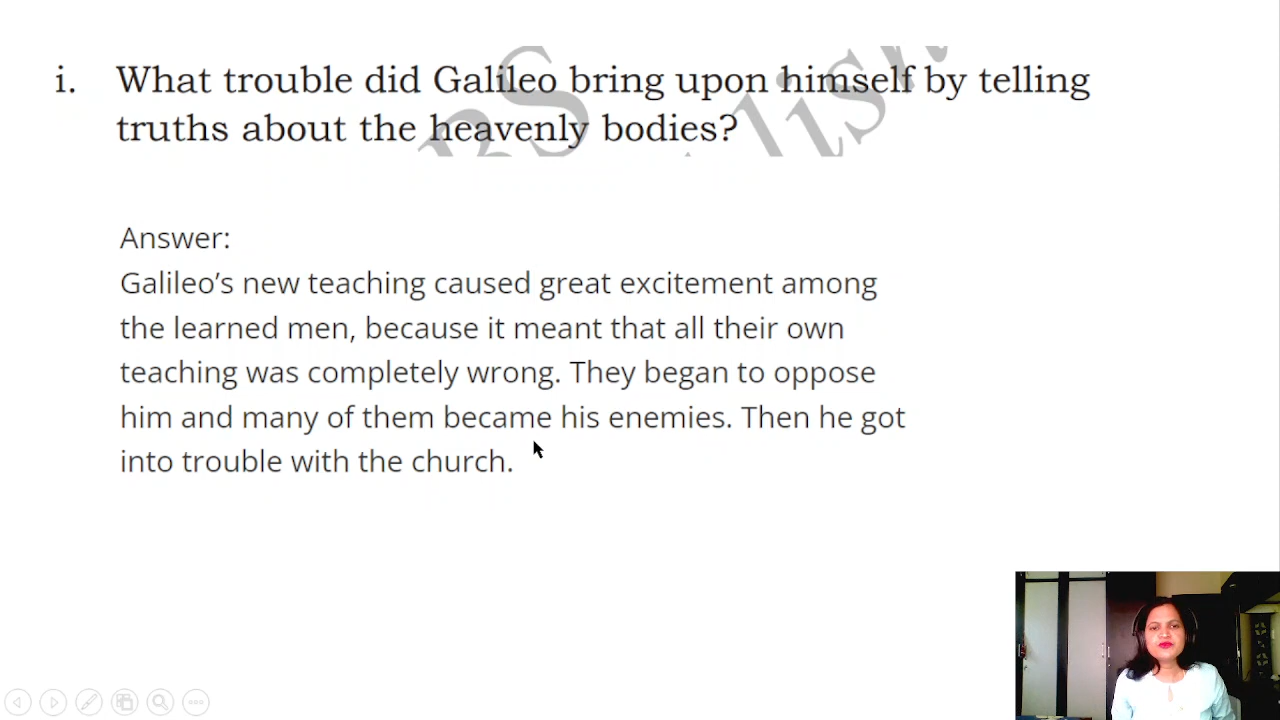 i. What trouble did Galileo bring upon himself by telling
truths about the heavenly bodies?
Answer:
Galileo’s new teaching caused great excitement among
the learned men, because it meant that all their own
teaching was completely wrong. They began to oppose
him and many of them became his enemies. Then he got
into trouble with the church.